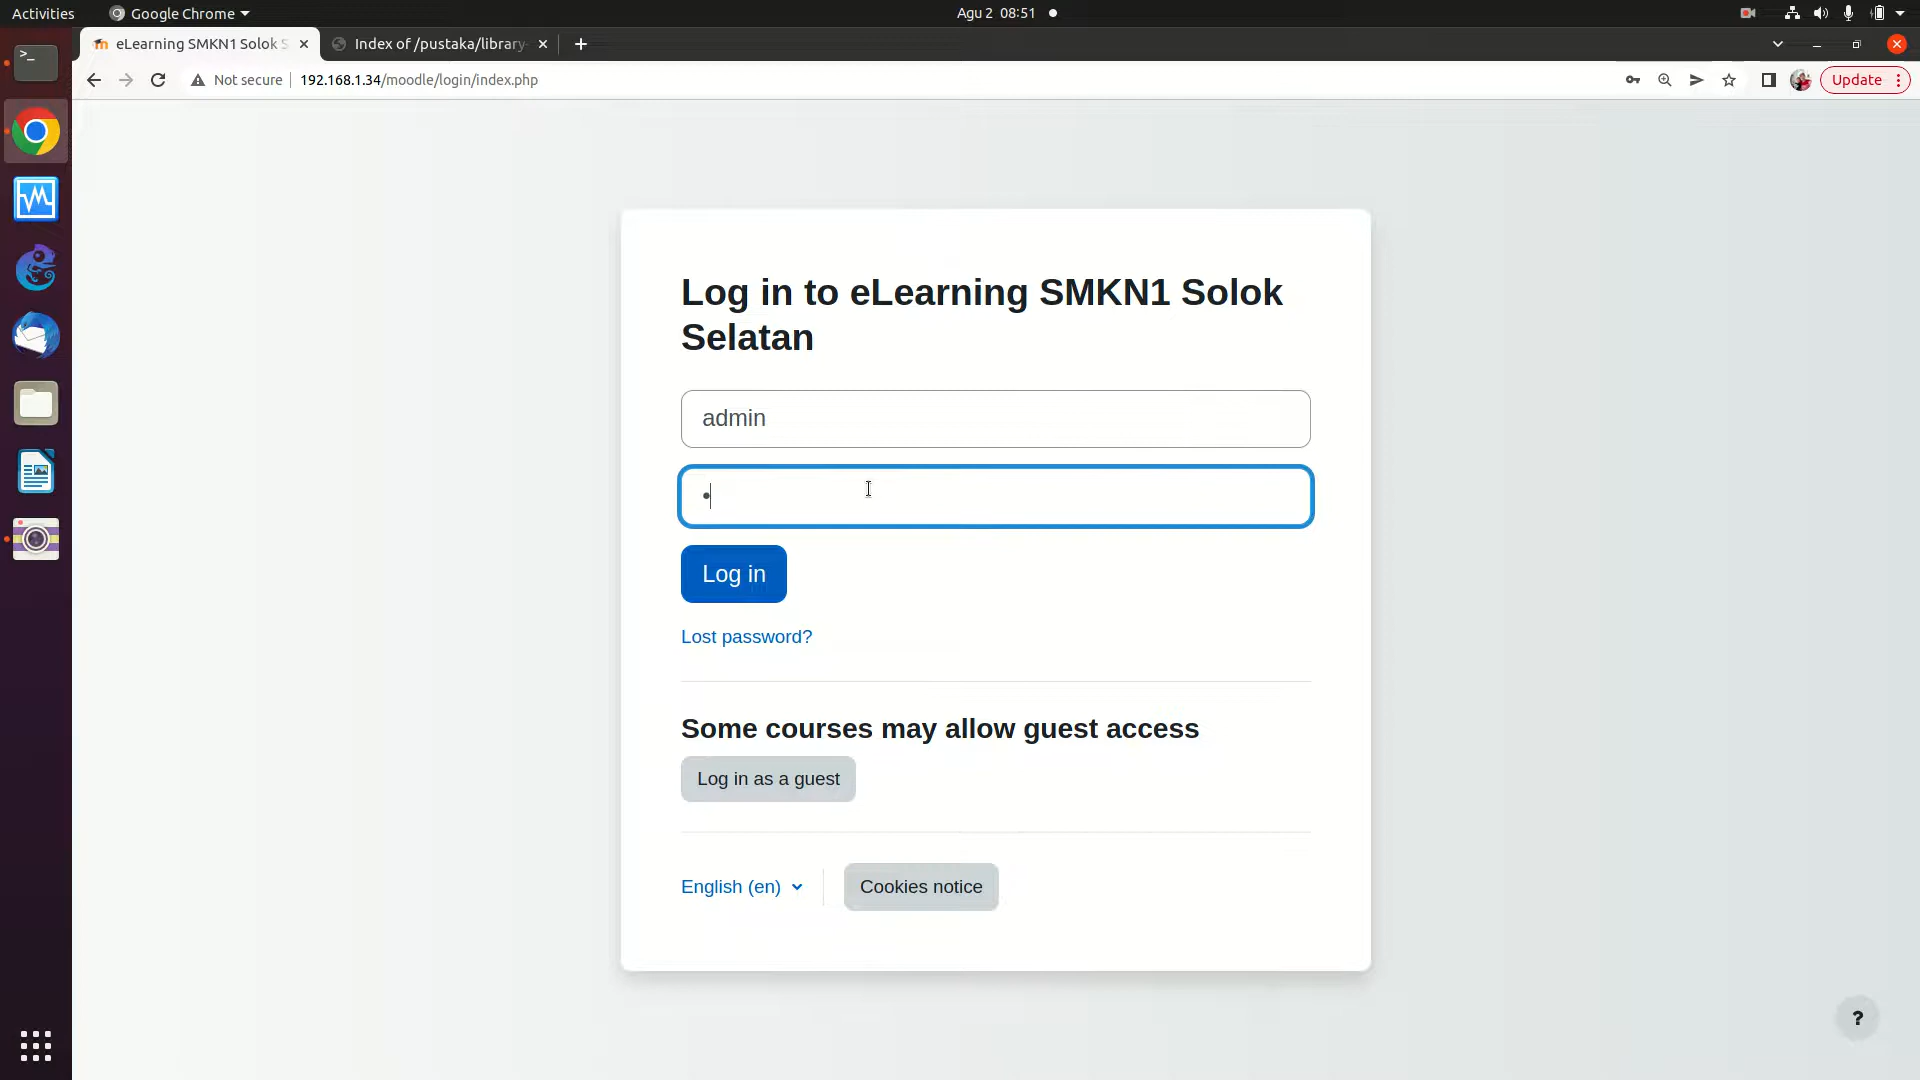 Activities
Google Chrome
Agu 2 08:51
eLearning SMKN1 Solok S
Index of /pustaka/library-
Not secure
192.168.1.34/moodle/login/index.php
Update
Log in to eLearning SMKN1 Solok
Selatan
admin
Log in
Lost password?
Some courses may allow guest access
Log in as a guest
English (en)
Cookies notice
?